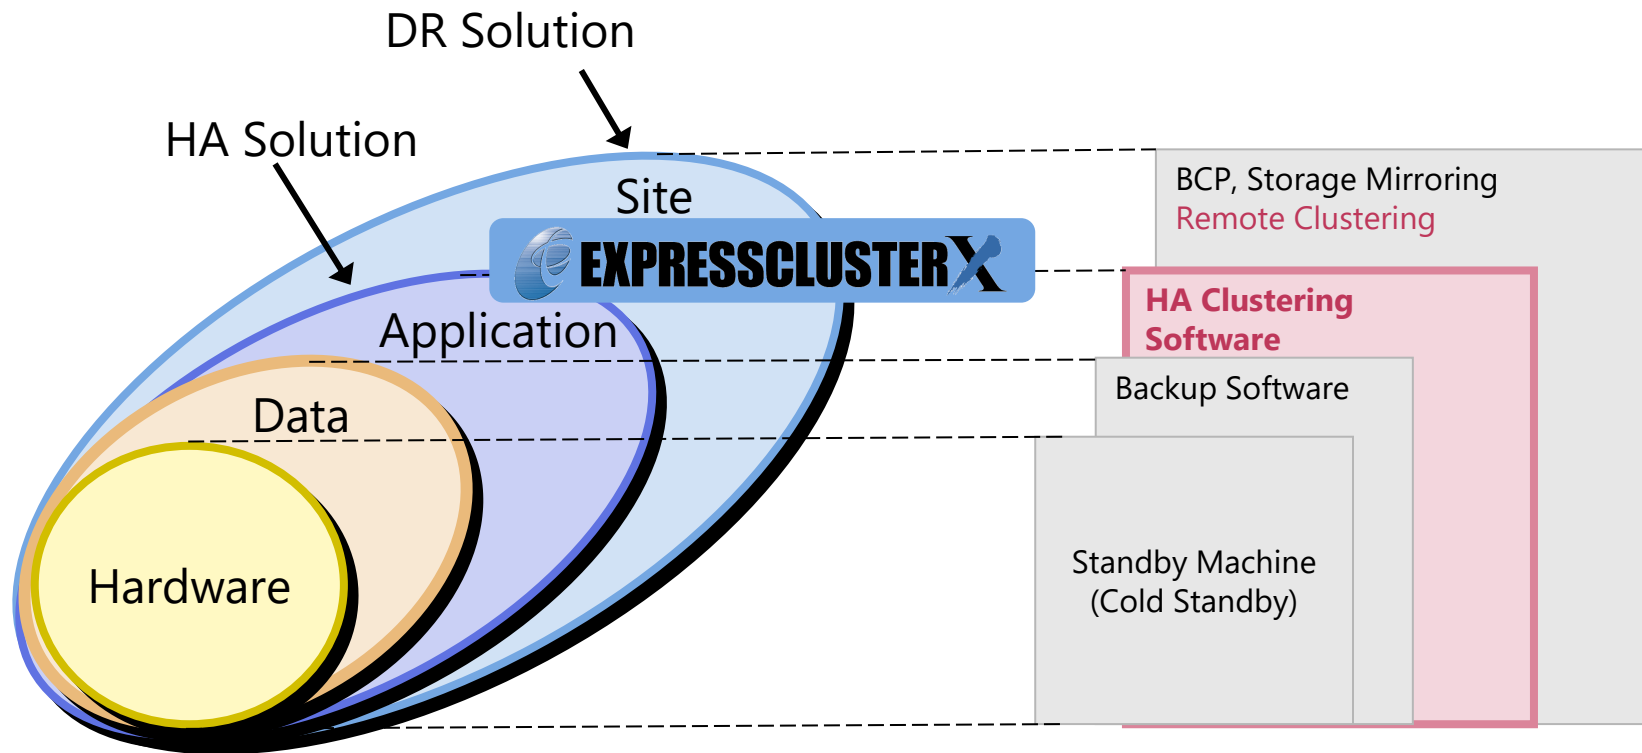 DR Solution
HA Solution
Site
EXPRESSCLUSTER X
Application
Data
Hardware
BCP, Storage Mirroring
Remote Clustering
HA Clustering
Software
Backup Software
Standby Machine
(Cold Standby)